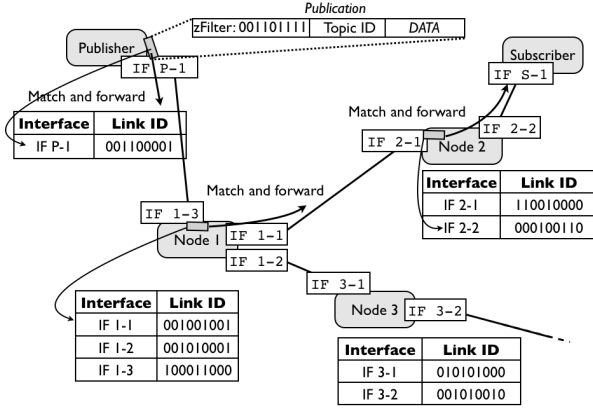 Publication
zFilter: 001101111 Topic ID DATA
Publisher
IF P-1
Subscriber
IF S-1
Match and forward
Interface Link ID
IF P-1 001100001
Match and forward
IF 2-1
IF 2-2
Node 2
Interface Link ID
IF 2-1 110010000
IF 2-2 000100110
Match and forward
IF 1-3
Node 1
IF 1-1
IF 1-2
IF 3-1
Node 3
IF 3-2
Interface Link ID
IF 1-1 001001001
IF 1-2 001010001
IF 1-3 100011000
Interface Link ID
IF 3-1 010101000
IF 3-2 001010010